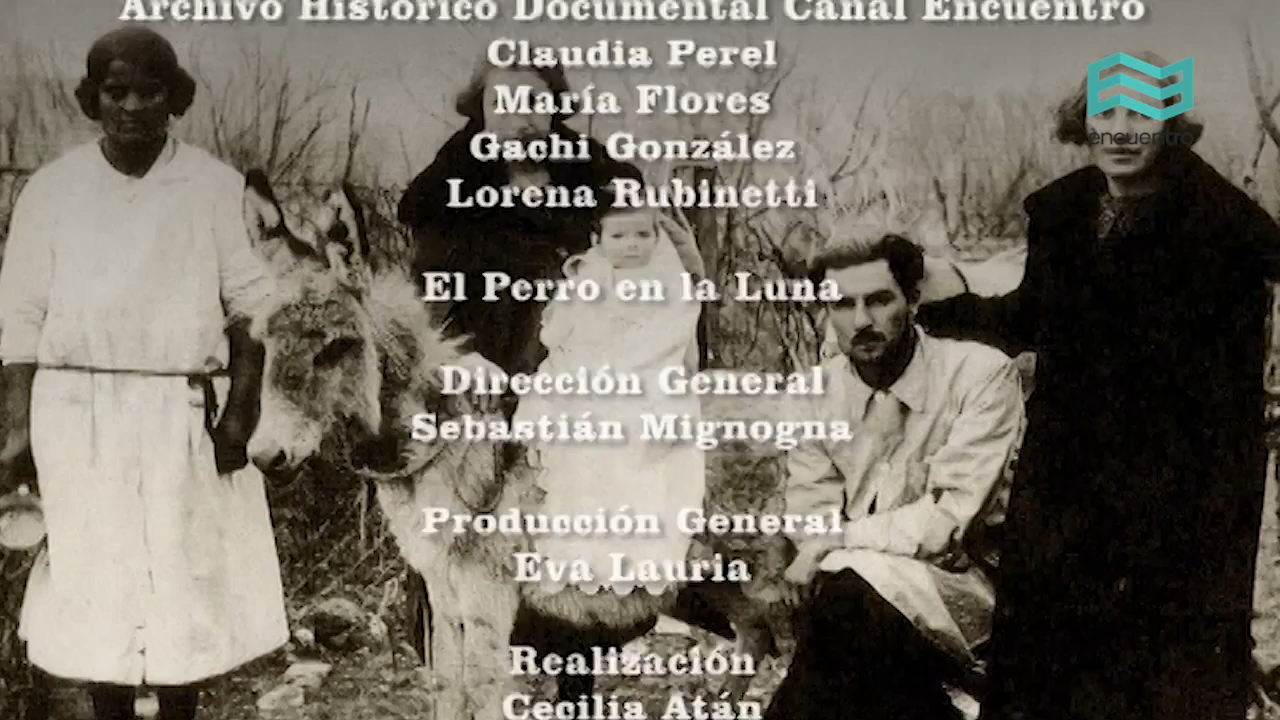 Archivo Histórico Documental Canal Encuentro
Claudia Perel
María Flores
Gachi González
Lorena Rubinetti
encuentro
El Perro en la Luna
Dirección General
Sebastián Mignogna
Producción General
Eva Lauria
Realización
Cecilia Atán